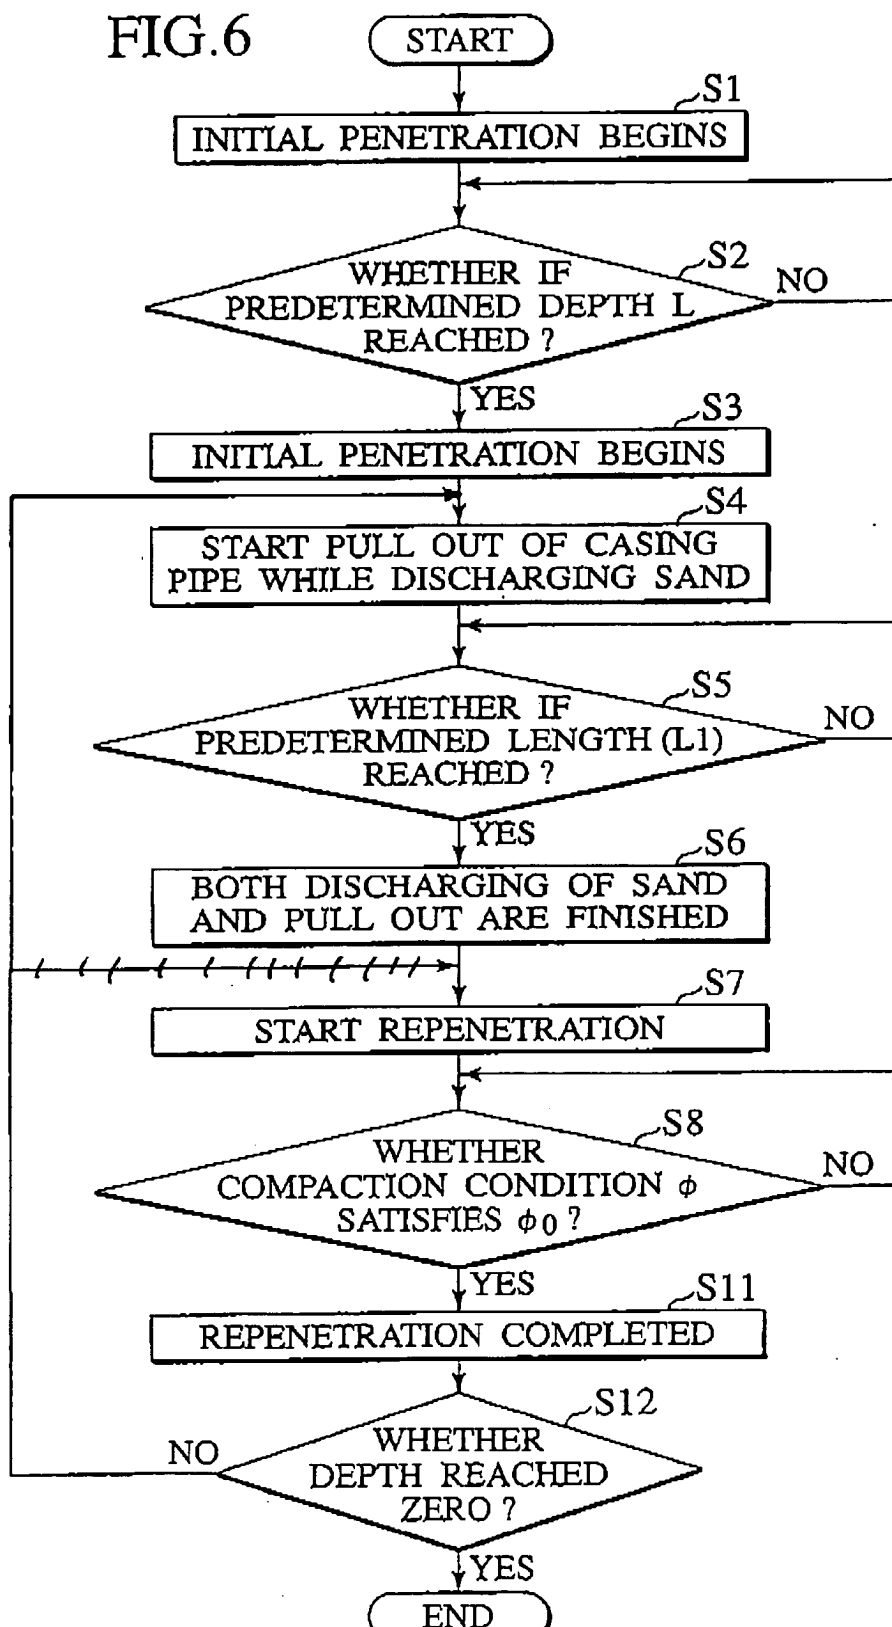 FIG.6
START
S1
INITIAL PENETRATION BEGINS
S2
WHETHER IF
PREDETERMINED DEPTH L
REACHED ?
NO
YES
S3
INITIAL PENETRATION BEGINS
S4
START PULL OUT OF CASING
PIPE WHILE DISCHARGING SAND
S5
WHETHER IF
PREDETERMINED LENGTH (L1)
REACHED ?
NO
YES
S6
BOTH DISCHARGING OF SAND
AND PULL OUT ARE FINISHED
S7
START REPENETRATION
S8
WHETHER
COMPACTION CONDITION ϕ
SATISFIES ϕ0 ?
NO
YES
S11
REPENETRATION COMPLETED
S12
WHETHER
DEPTH REACHED
ZERO ?
NO
YES
END